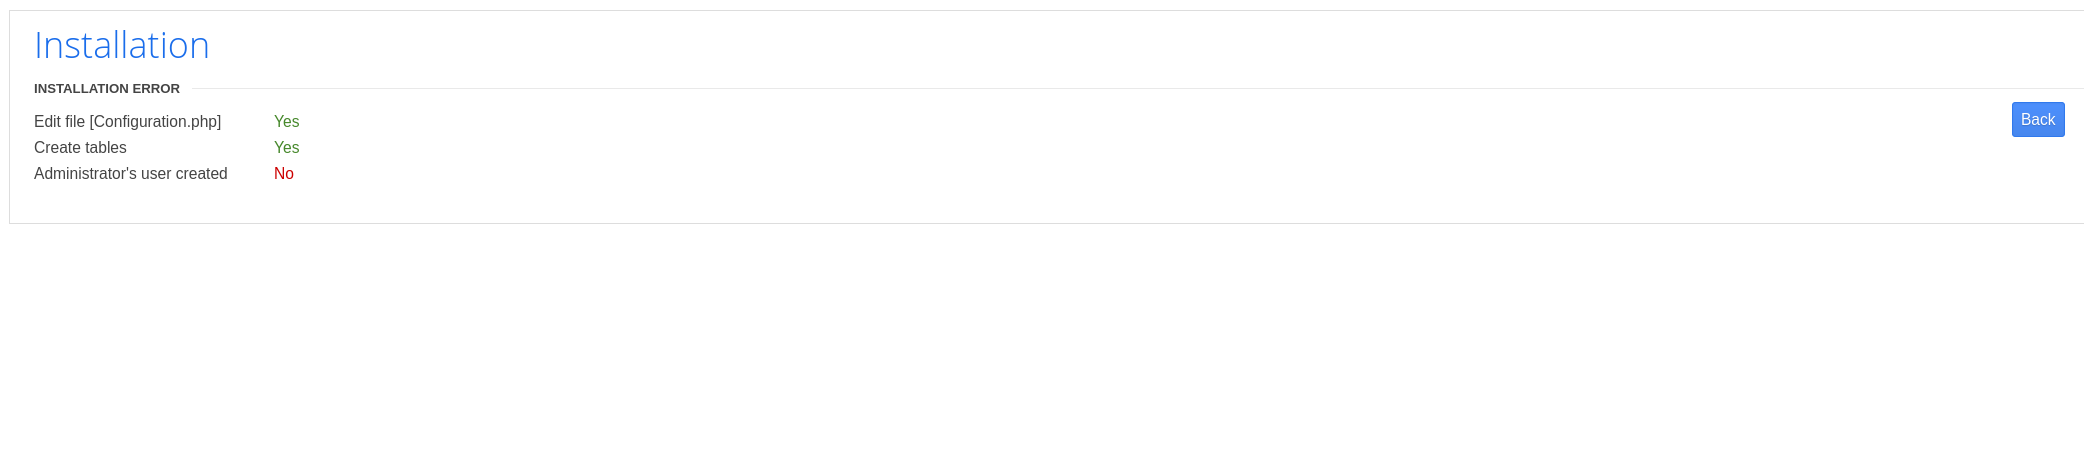 Installation
INSTALLATION ERROR
Edit file [Configuration.php] Yes
Back
Create tables Yes
Administrator's user created No